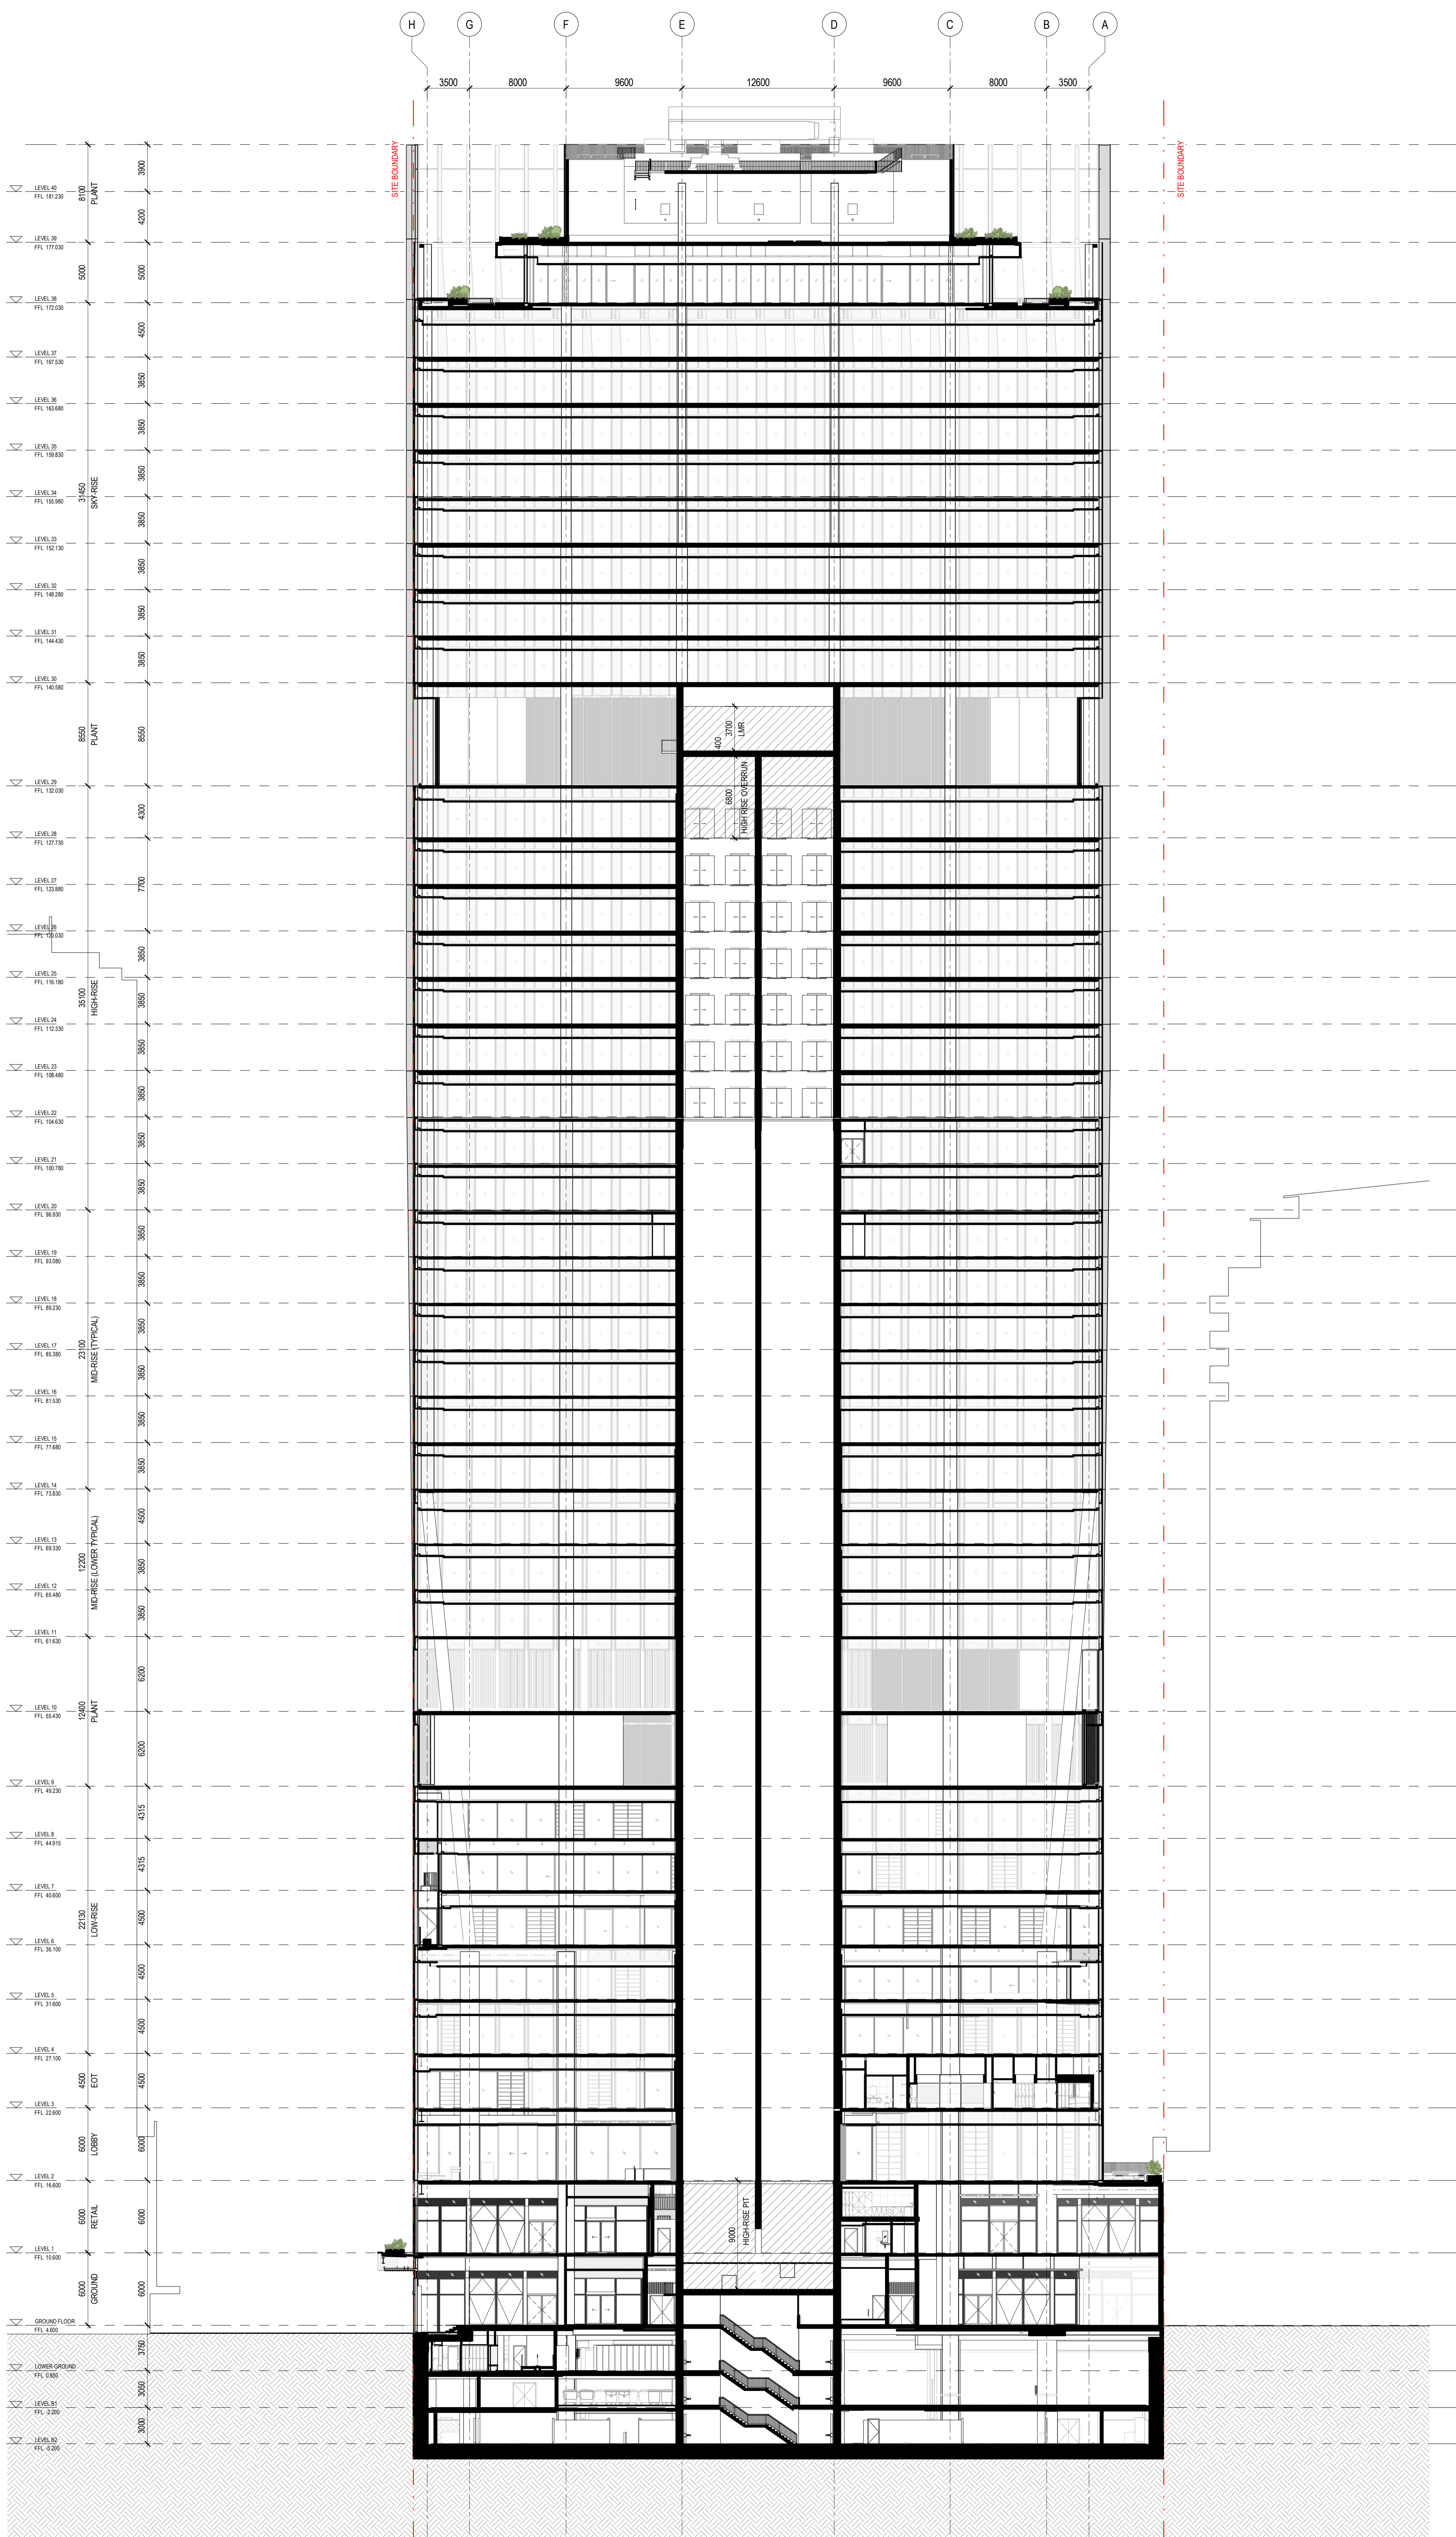 H G F E D C B A
3500 8000 9600 12600 9600 8000 3500
SITE BOUNDARY
SITE BOUNDARY
3900
LEVEL 40
FFL 181.230
8100
PLANT
4200
LEVEL 39
FFL 177.030
5000
5000
LEVEL 38
FFL 172.030
4500
LEVEL 37
FFL 167.530
3850
LEVEL 36
FFL 163.680
3850
LEVEL 35
FFL 159.830
3850
31450
SKY-RISE
LEVEL 34
FFL 155.980
3850
LEVEL 33
FFL 152.130
3850
LEVEL 32
FFL 148.280
3850
LEVEL 31
FFL 144.430
3850
LEVEL 30
FFL 140.580
8550
PLANT
8550
3700
LMR
400
LEVEL 29
FFL 132.030
6800
HIGH RISE OVERRUN
4300
LEVEL 28
FFL 127.730
7700
LEVEL 27
FFL 123.880
LEVEL 26
FFL 120.030
3850
LEVEL 25
FFL 116.180
35100
HIGH-RISE
3850
LEVEL 24
FFL 112.330
3850
LEVEL 23
FFL 108.480
3850
LEVEL 22
FFL 104.630
3850
LEVEL 21
FFL 100.780
3850
LEVEL 20
FFL 96.930
3850
LEVEL 19
FFL 93.080
3850
LEVEL 18
FFL 89.230
3850
LEVEL 17
FFL 85.380
23100
MID-RISE (TYPICAL)
3850
LEVEL 16
FFL 81.530
3850
LEVEL 15
FFL 77.680
3850
LEVEL 14
FFL 73.830
4500
LEVEL 13
FFL 69.330
12200
MID-RISE (LOWER TYPICAL)
3850
LEVEL 12
FFL 65.480
3850
LEVEL 11
FFL 61.630
6200
LEVEL 10
FFL 55.430
12400
PLANT
6200
LEVEL 9
FFL 49.230
4315
LEVEL 8
FFL 44.915
4315
LEVEL 7
FFL 40.600
22130
LOW-RISE
4500
LEVEL 6
FFL 36.100
4500
LEVEL 5
FFL 31.600
4500
LEVEL 4
FFL 27.100
4500
EOT
4500
LEVEL 3
FFL 22.600
6000
LOBBY
6000
LEVEL 2
FFL 16.600
6000
RETAIL
6000
9000
HIGH-RISE PIT
LEVEL 1
FFL 10.600
6000
GROUND
6000
GROUND FLOOR
FFL 4.600
3750
LOWER GROUND
FFL 0.850
3050
LEVEL B1
FFL -2.200
3000
LEVEL B2
FFL -5.200